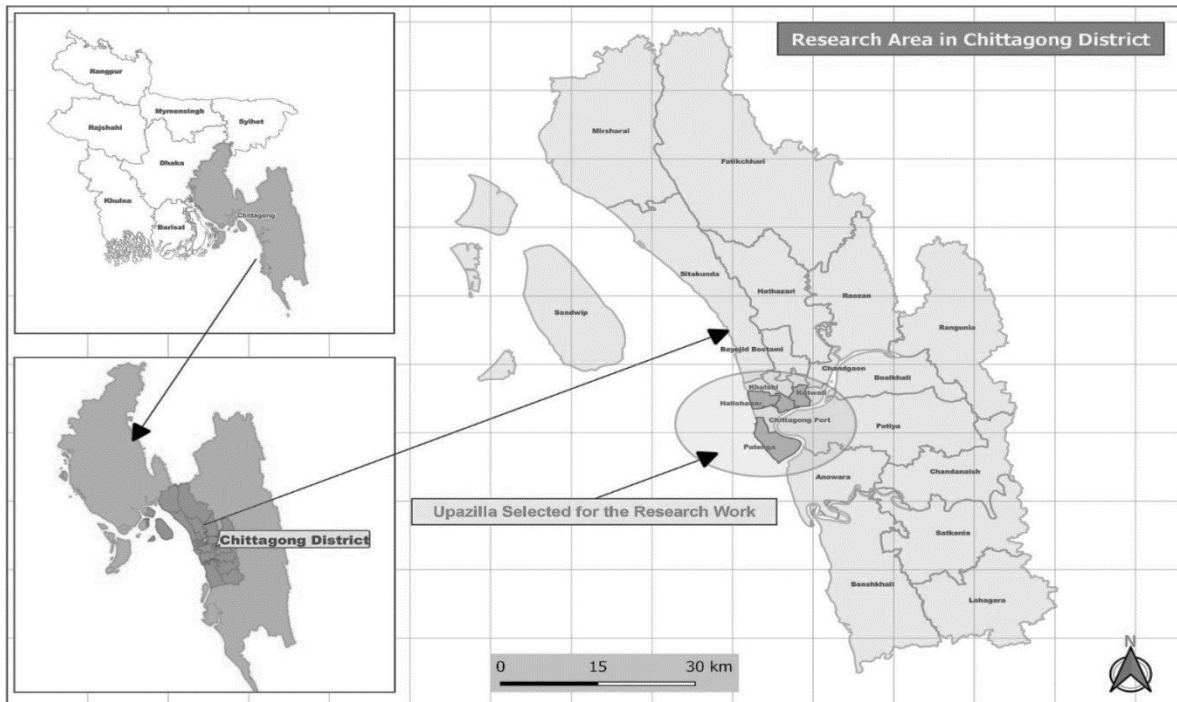 Research Area in Chittagong District
Rangpur
Mymensingh
Sylhet
Rajshahi
Dhaka
Khulna
Chittagong
Barisal
Chittagong District
Mirsharai
Fatikchhari
Sitakunda
Hathazari
Raozan
Sandwip
Rangunia
Bayejid Bostami
Chandgaon
Boalkhali
Khulshi
Kotwali
Halishahar
Chittagong Port
Patiya
Patenga
Anowara
Chandanaish
Upazilla Selected for the Research Work
Satkania
Banshkhali
Lohagara
0 15 30 km
N